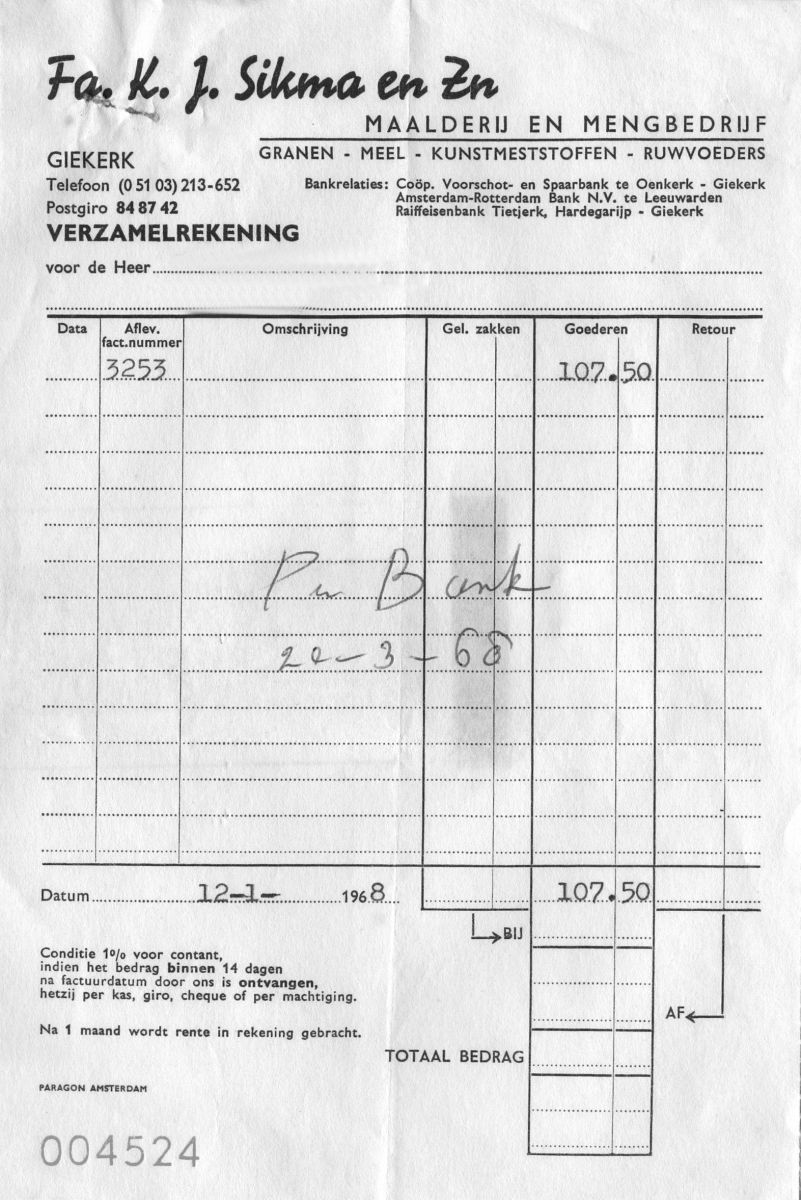 Fa. K. J. Sikma en Zn
MAALDERIJ EN MENGBEDRIJF
GRANEN - MEEL - KUNSTMESTSTOFFEN - RUWVOEDERS
GIEKERK
Telefoon (0 51 03) 213-652
Postgiro 84 87 42
Bankrelaties: Coöp. Voorschot- en Spaarbank te Oenkerk - Giekerk
Amsterdam-Rotterdam Bank N.V. te Leeuwarden
Raiffeisenbank Tietjerk, Hardegarijp - Giekerk
VERZAMELREKENING
voor de Heer
Data Aflev. fact.nummer Omschrijving Gel. zakken Goederen Retour
3253 107.50
Per Bank
20-3-68
Datum 12-1- 1968 107.50
BIJ
Conditie 1% voor contant,
indien het bedrag binnen 14 dagen
na factuurdatum door ons is ontvangen,
hetzij per kas, giro, cheque of per machtiging.
AF
Na 1 maand wordt rente in rekening gebracht.
TOTAAL BEDRAG
PARAGON AMSTERDAM
004524